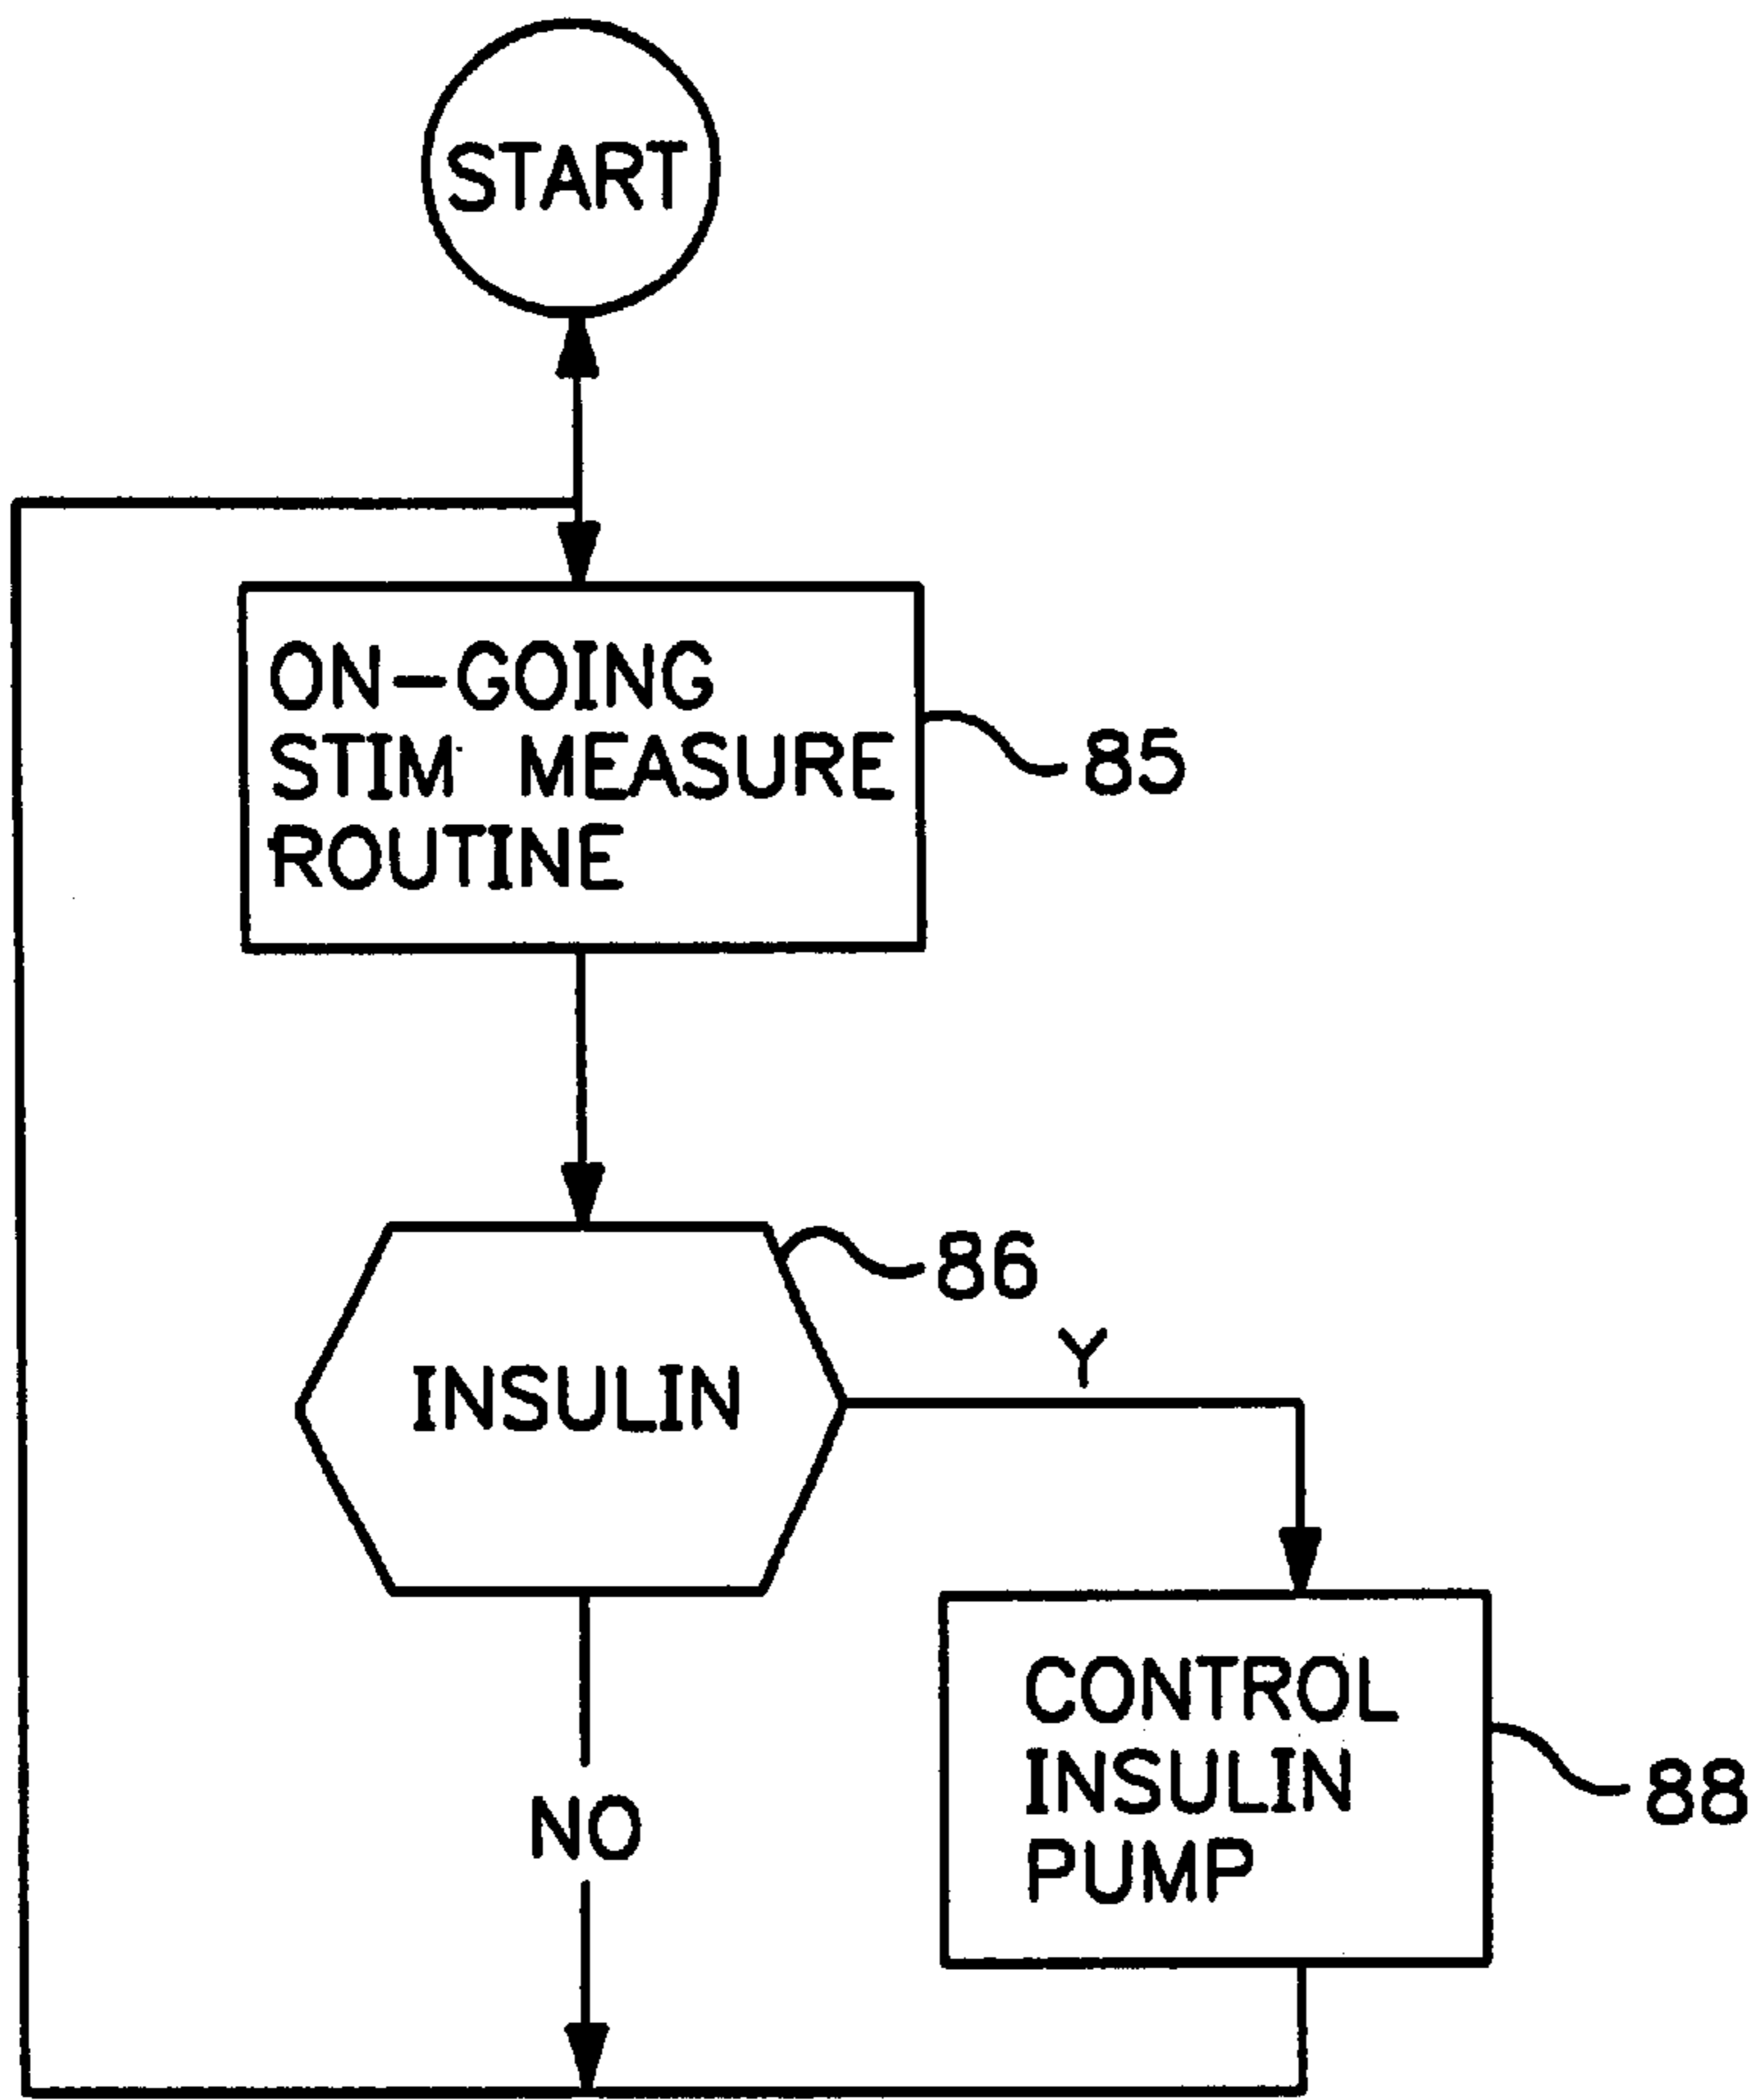 START
ON-GOING
STIM MEASURE
ROUTINE
85
86
INSULIN
Y
CONTROL
INSULIN
PUMP
88
NO